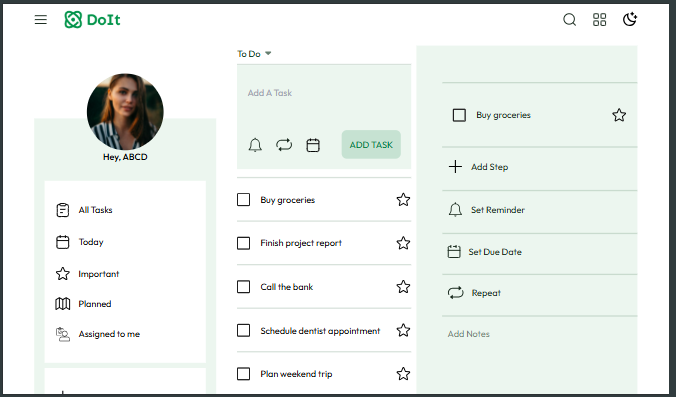 DoIt
Hey, ABCD
All Tasks
Today
Important
Planned
Assigned to me
To Do
Add A Task
ADD TASK
Buy groceries
Finish project report
Call the bank
Schedule dentist appointment
Plan weekend trip
Buy groceries
Add Step
Set Reminder
Set Due Date
Repeat
Add Notes